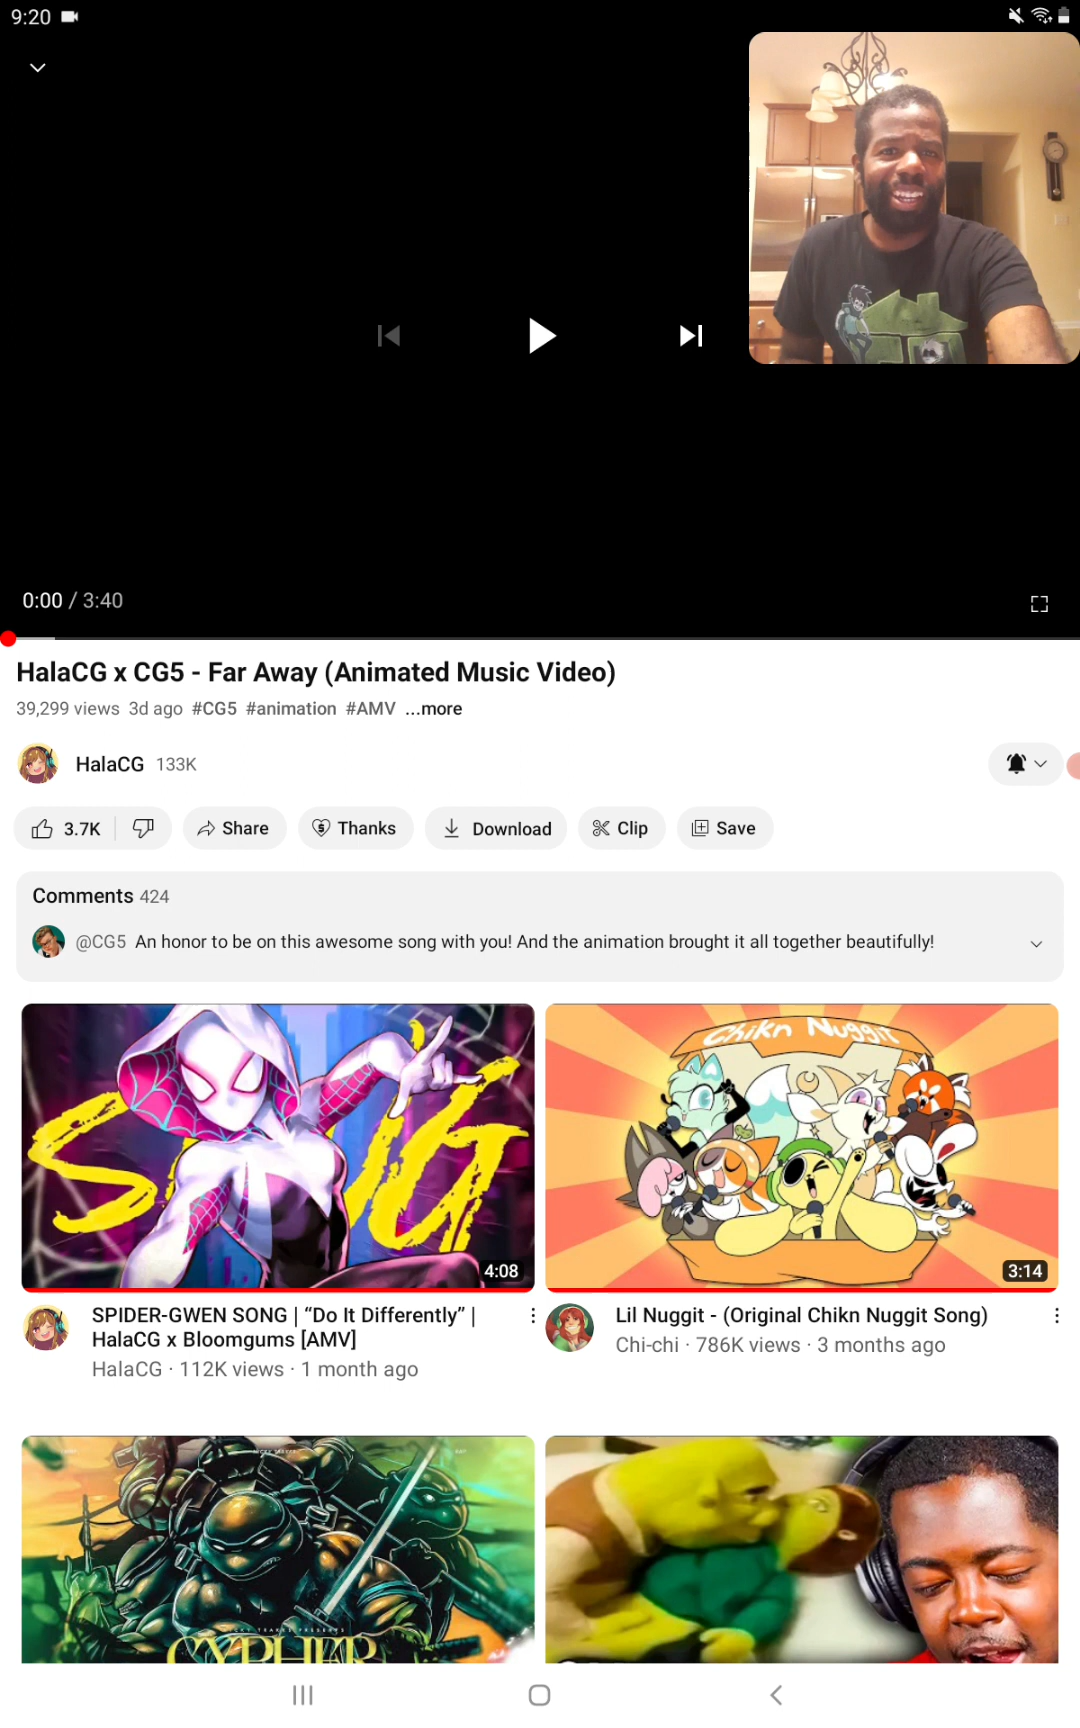 9:20
0:00 / 3:40
HalaCG x CG5 - Far Away (Animated Music Video)
39,299 views 3d ago #CG5 #animation #AMV ...more
HalaCG 133K
3.7K Share Thanks Download Clip Save
Comments 424
@CG5 An honor to be on this awesome song with you! And the animation brought it all together beautifully!
Chikn Nuggit
4:08
3:14
SPIDER-GWEN SONG | “Do It Differently” |
HalaCG x Bloomgums [AMV]
HalaCG · 112K views · 1 month ago
Lil Nuggit - (Original Chikn Nuggit Song)
Chi-chi · 786K views · 3 months ago
CYPHER